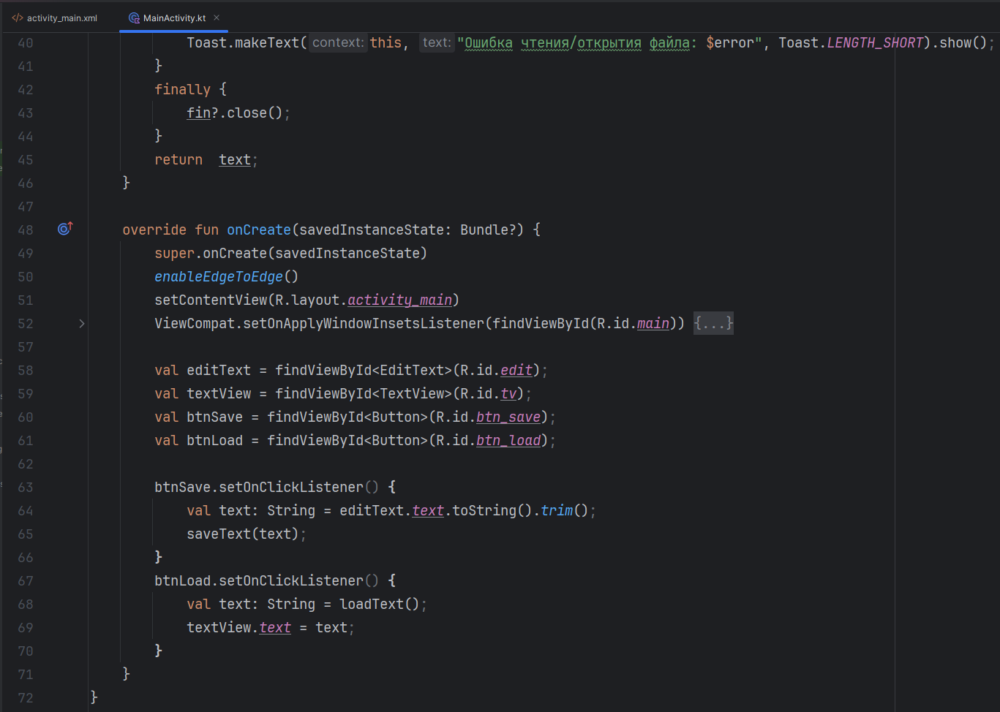 activity_main.xml MainActivity.kt
40 Toast.makeText( context: this, text: "Ошибка чтения/открытия файла: $error", Toast.LENGTH_SHORT).show();
41 }
42 finally {
43 fin?.close();
44 }
45 return text;
46 }
47
48 override fun onCreate(savedInstanceState: Bundle?) {
49 super.onCreate(savedInstanceState)
50 enableEdgeToEdge()
51 setContentView(R.layout.activity_main)
52 ViewCompat.setOnApplyWindowInsetsListener(findViewById(R.id.main)) {...}
57
58 val editText = findViewById<EditText>(R.id.edit);
59 val textView = findViewById<TextView>(R.id.tv);
60 val btnSave = findViewById<Button>(R.id.btn_save);
61 val btnLoad = findViewById<Button>(R.id.btn_load);
62
63 btnSave.setOnClickListener() {
64 val text: String = editText.text.toString().trim();
65 saveText(text);
66 }
67 btnLoad.setOnClickListener() {
68 val text: String = loadText();
69 textView.text = text;
70 }
71 }
72 }